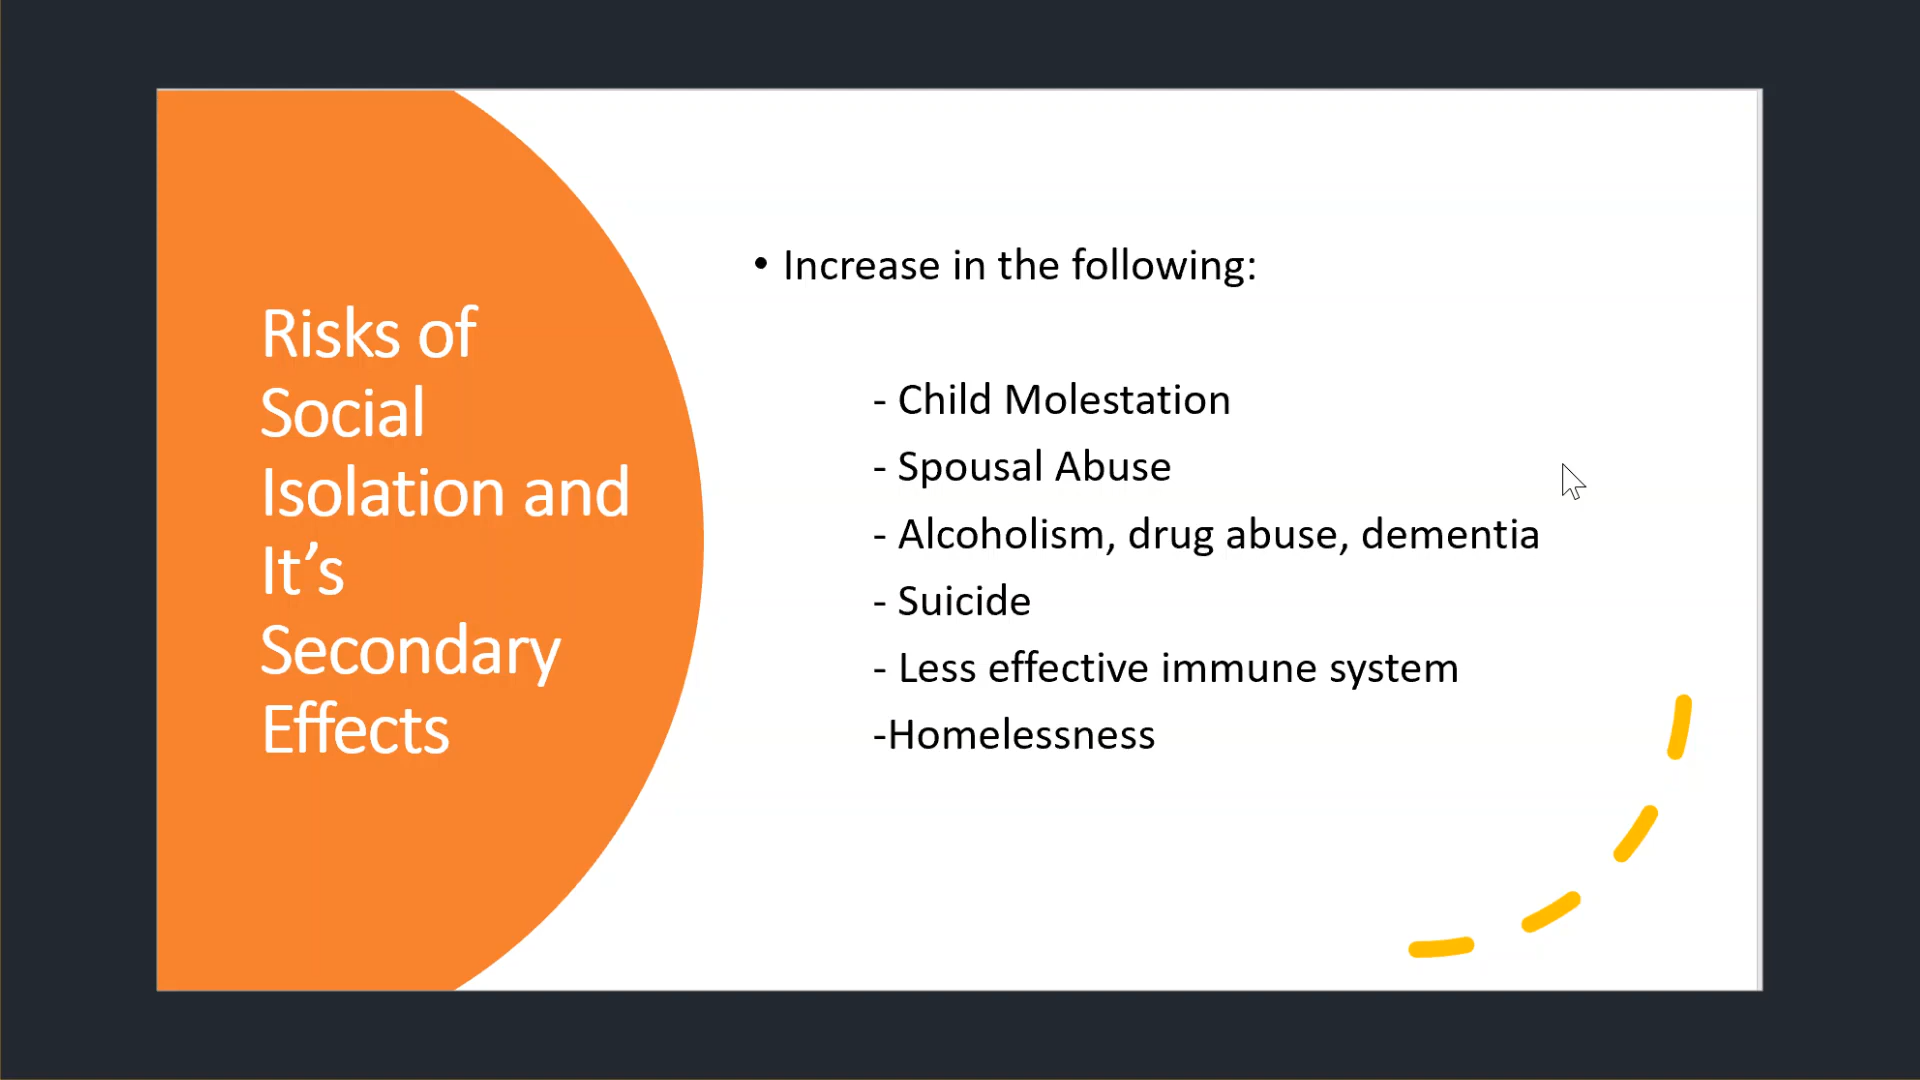 Risks of
Social
Isolation and
It’s
Secondary
Effects
• Increase in the following:
- Child Molestation
- Spousal Abuse
- Alcoholism, drug abuse, dementia
- Suicide
- Less effective immune system
-Homelessness